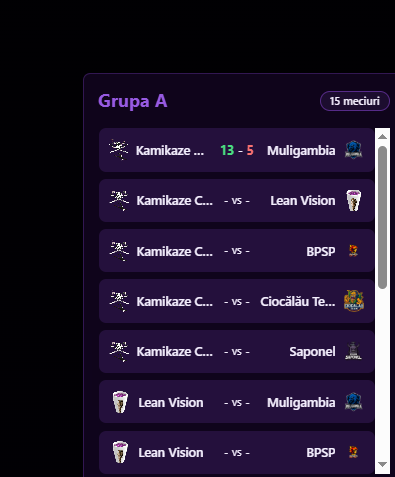 Grupa A 15 meciuri
Kamikaze ... 13 - 5 Muligambia
Kamikaze C... - vs - Lean Vision
Kamikaze C... - vs - BPSP
Kamikaze C... - vs - Ciocălău Te...
Kamikaze C... - vs - Saponel
Lean Vision - vs - Muligambia
Lean Vision - vs - BPSP